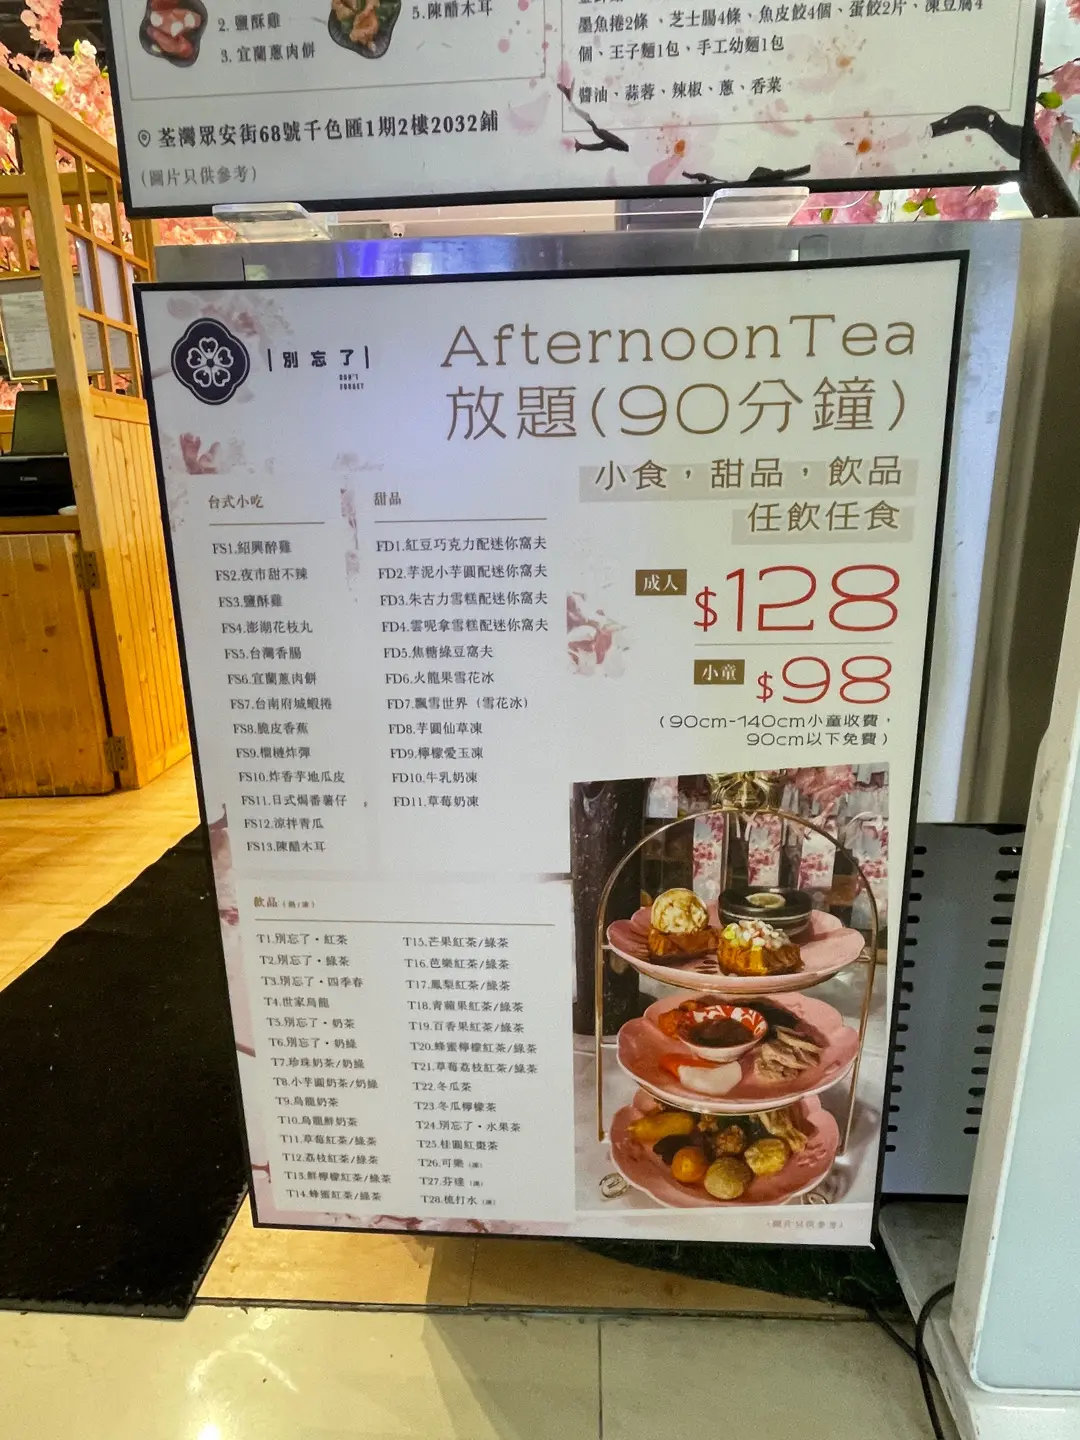 2. 鹽酥雞
3. 宜蘭蔥肉餅
5. 陳醋木耳
墨魚捲2條、芝士腸4條、魚皮餃4個、蛋餃2片、凍豆腐4
個、王子麵1包、手工幼麵1包
醬油、蒜蓉、辣椒、蔥、香菜
荃灣眾安街68號千色匯1期2樓2032鋪
(圖片只供參考)
別忘了
DON'T
FORGET
Afternoon Tea
放題(90分鐘)
小食，甜品，飲品
任飲任食
成人 $128
小童 $98
(90cm-140cm小童收費，
90cm以下免費)
台式小吃
FS1.紹興醉雞
FS2.夜市甜不辣
FS3.鹽酥雞
FS4.澎湖花枝丸
FS5.台灣香腸
FS6.宜蘭蔥肉餅
FS7.台南府城蝦捲
FS8.脆皮香蕉
FS9.榴槤炸彈
FS10.炸香芋地瓜皮
FS11.日式焗番薯仔
FS12.涼拌青瓜
FS13.陳醋木耳
甜品
FD1.紅豆巧克力配迷你窩夫
FD2.芋泥小芋圓配迷你窩夫
FD3.朱古力雪糕配迷你窩夫
FD4.雲呢拿雪糕配迷你窩夫
FD5.焦糖綠豆窩夫
FD6.火龍果雪花冰
FD7.飄雪世界（雪花冰）
FD8.芋圓仙草凍
FD9.檸檬愛玉凍
FD10.牛乳奶凍
FD11.草莓奶凍
飲品（熱/凍）
T1.別忘了・紅茶
T2.別忘了・綠茶
T3.別忘了・四季春
T4.世家烏龍
T5.別忘了・奶茶
T6.別忘了・奶綠
T7.珍珠奶茶/奶綠
T8.小芋圓奶茶/奶綠
T9.烏龍奶茶
T10.烏龍鮮奶茶
T11.草莓紅茶/綠茶
T12.荔枝紅茶/綠茶
T13.鮮檸檬紅茶/綠茶
T14.蜂蜜紅茶/綠茶
T15.芒果紅茶/綠茶
T16.芭樂紅茶/綠茶
T17.鳳梨紅茶/綠茶
T18.青蘋果紅茶/綠茶
T19.百香果紅茶/綠茶
T20.蜂蜜檸檬紅茶/綠茶
T21.草莓荔枝紅茶/綠茶
T22.冬瓜茶
T23.冬瓜檸檬茶
T24.別忘了・水果茶
T25.桂圓紅棗茶
T26.可樂（凍）
T27.芬達（凍）
T28.梳打水（凍）
(圖片只供參考)
Canon